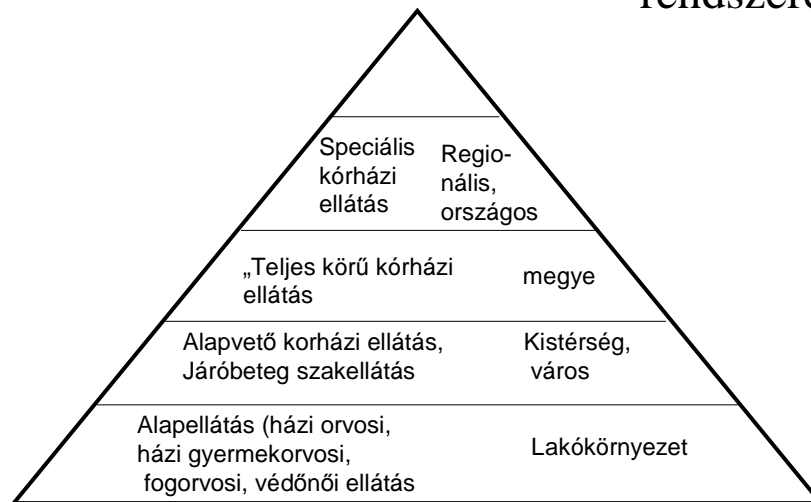 Speciális
kórházi
ellátás
Regio-
nális,
országos
„Teljes körű kórházi
ellátás
megye
Alapvető korházi ellátás,
Járóbeteg szakellátás
Kistérség,
város
Alapellátás (házi orvosi,
házi gyermekorvosi,
fogorvosi, védőnői ellátás
Lakókörnyezet